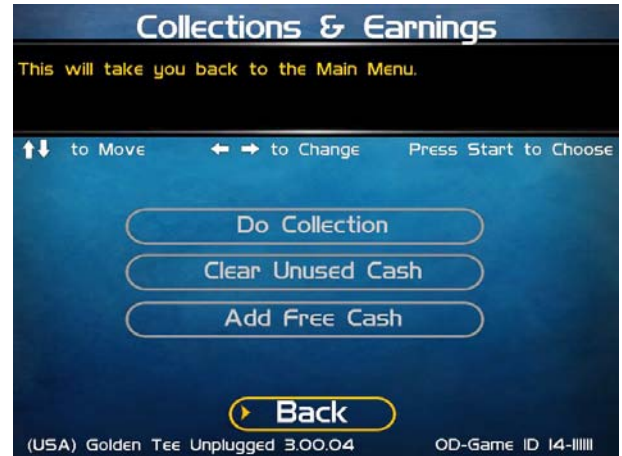 Collections & Earnings
This will take you back to the Main Menu.
to Move to Change Press Start to Choose
Do Collection
Clear Unused Cash
Add Free Cash
Back
(USA) Golden Tee Unplugged 3.00.04 OD-Game ID 14-111111